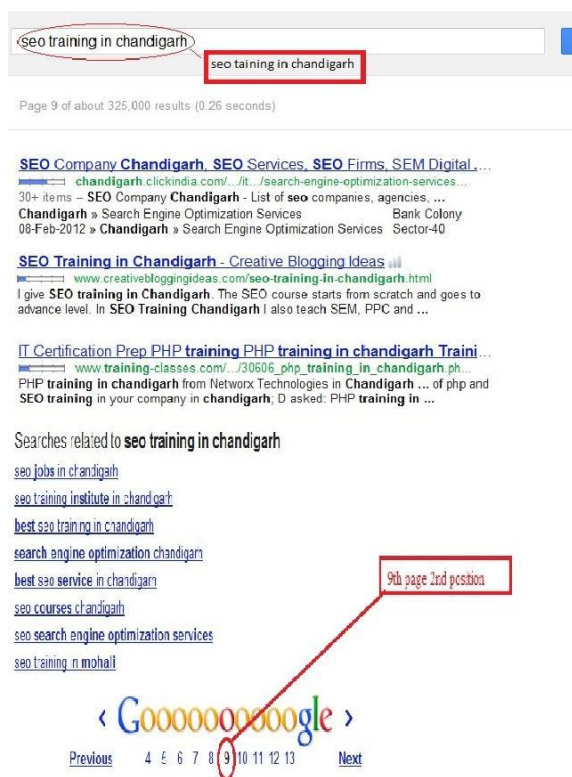 seo training in chandigarh
seo taining in chandigarh
Page 9 of about 325,000 results (0.26 seconds)
SEO Company Chandigarh, SEO Services, SEO Firms, SEM Digital ...
chandigarh.clickindia.com/.../it.../search-engine-optimization-services...
30+ items – SEO Company Chandigarh - List of seo companies, agencies, ...
Chandigarh » Search Engine Optimization Services Bank Colony
08-Feb-2012 » Chandigarh » Search Engine Optimization Services Sector-40
SEO Training in Chandigarh - Creative Blogging Ideas
www.creativebloggingideas.com/seo-training-in-chandigarh.html
I give SEO training in Chandigarh. The SEO course starts from scratch and goes to
advance level. In SEO Training Chandigarh I also teach SEM, PPC and ...
IT Certification Prep PHP training PHP training in chandigarh Traini...
www.training-classes.com/.../30606_php_training_in_chandigarh.ph...
PHP training in chandigarh from Networx Technologies in Chandigarh ... of php and
SEO training in your company in chandigarh; D asked: PHP training in ...
Searches related to seo training in chandigarh
seo jobs in chandigarh
seo training institute in chandigarh
best seo training in chandigarh
search engine optimization chandigarh
best seo service in chandigarh
9th page 2nd position
seo courses chandigarh
seo search engine optimization services
seo training in mohali
< Goooooooooogle >
Previous 4 5 6 7 8 9 10 11 12 13 Next